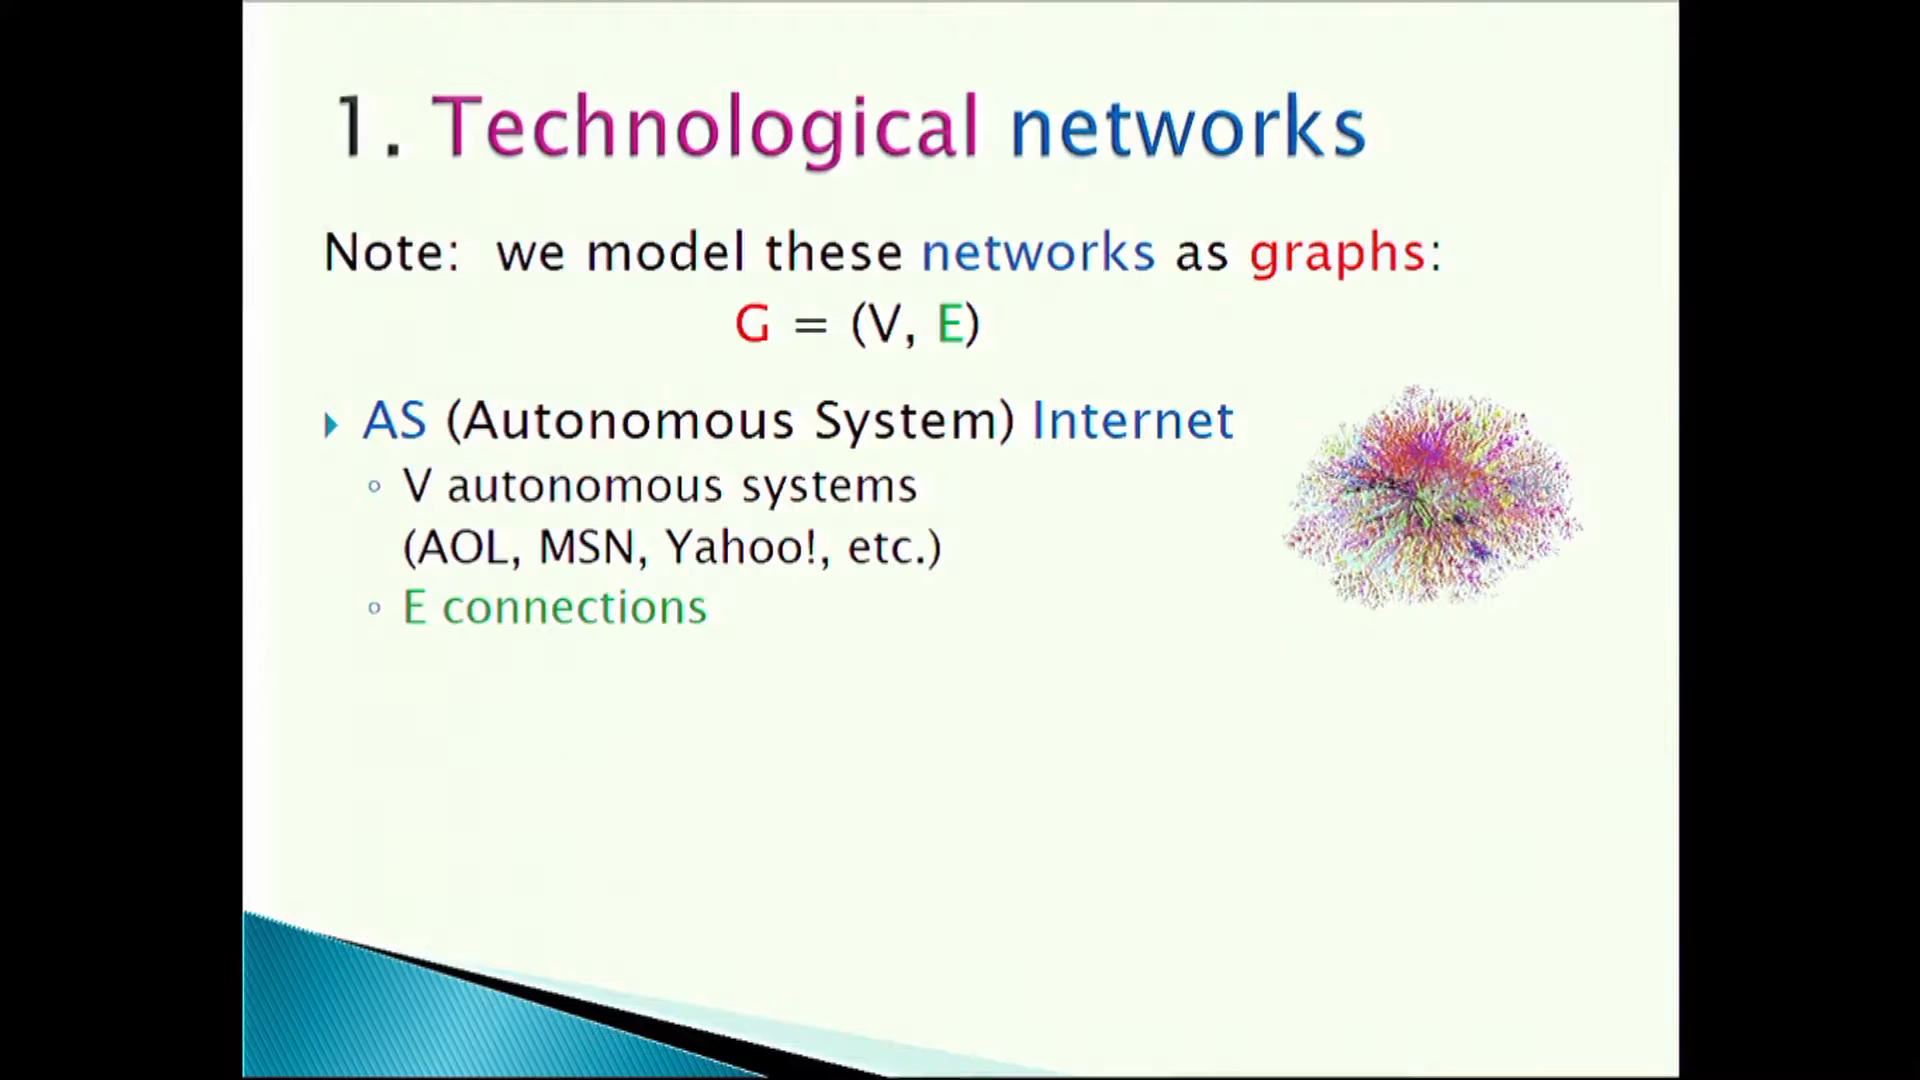 1. Technological networks
Note: we model these networks as graphs:
G = (V, E)
AS (Autonomous System) Internet
V autonomous systems
(AOL, MSN, Yahoo!, etc.)
E connections